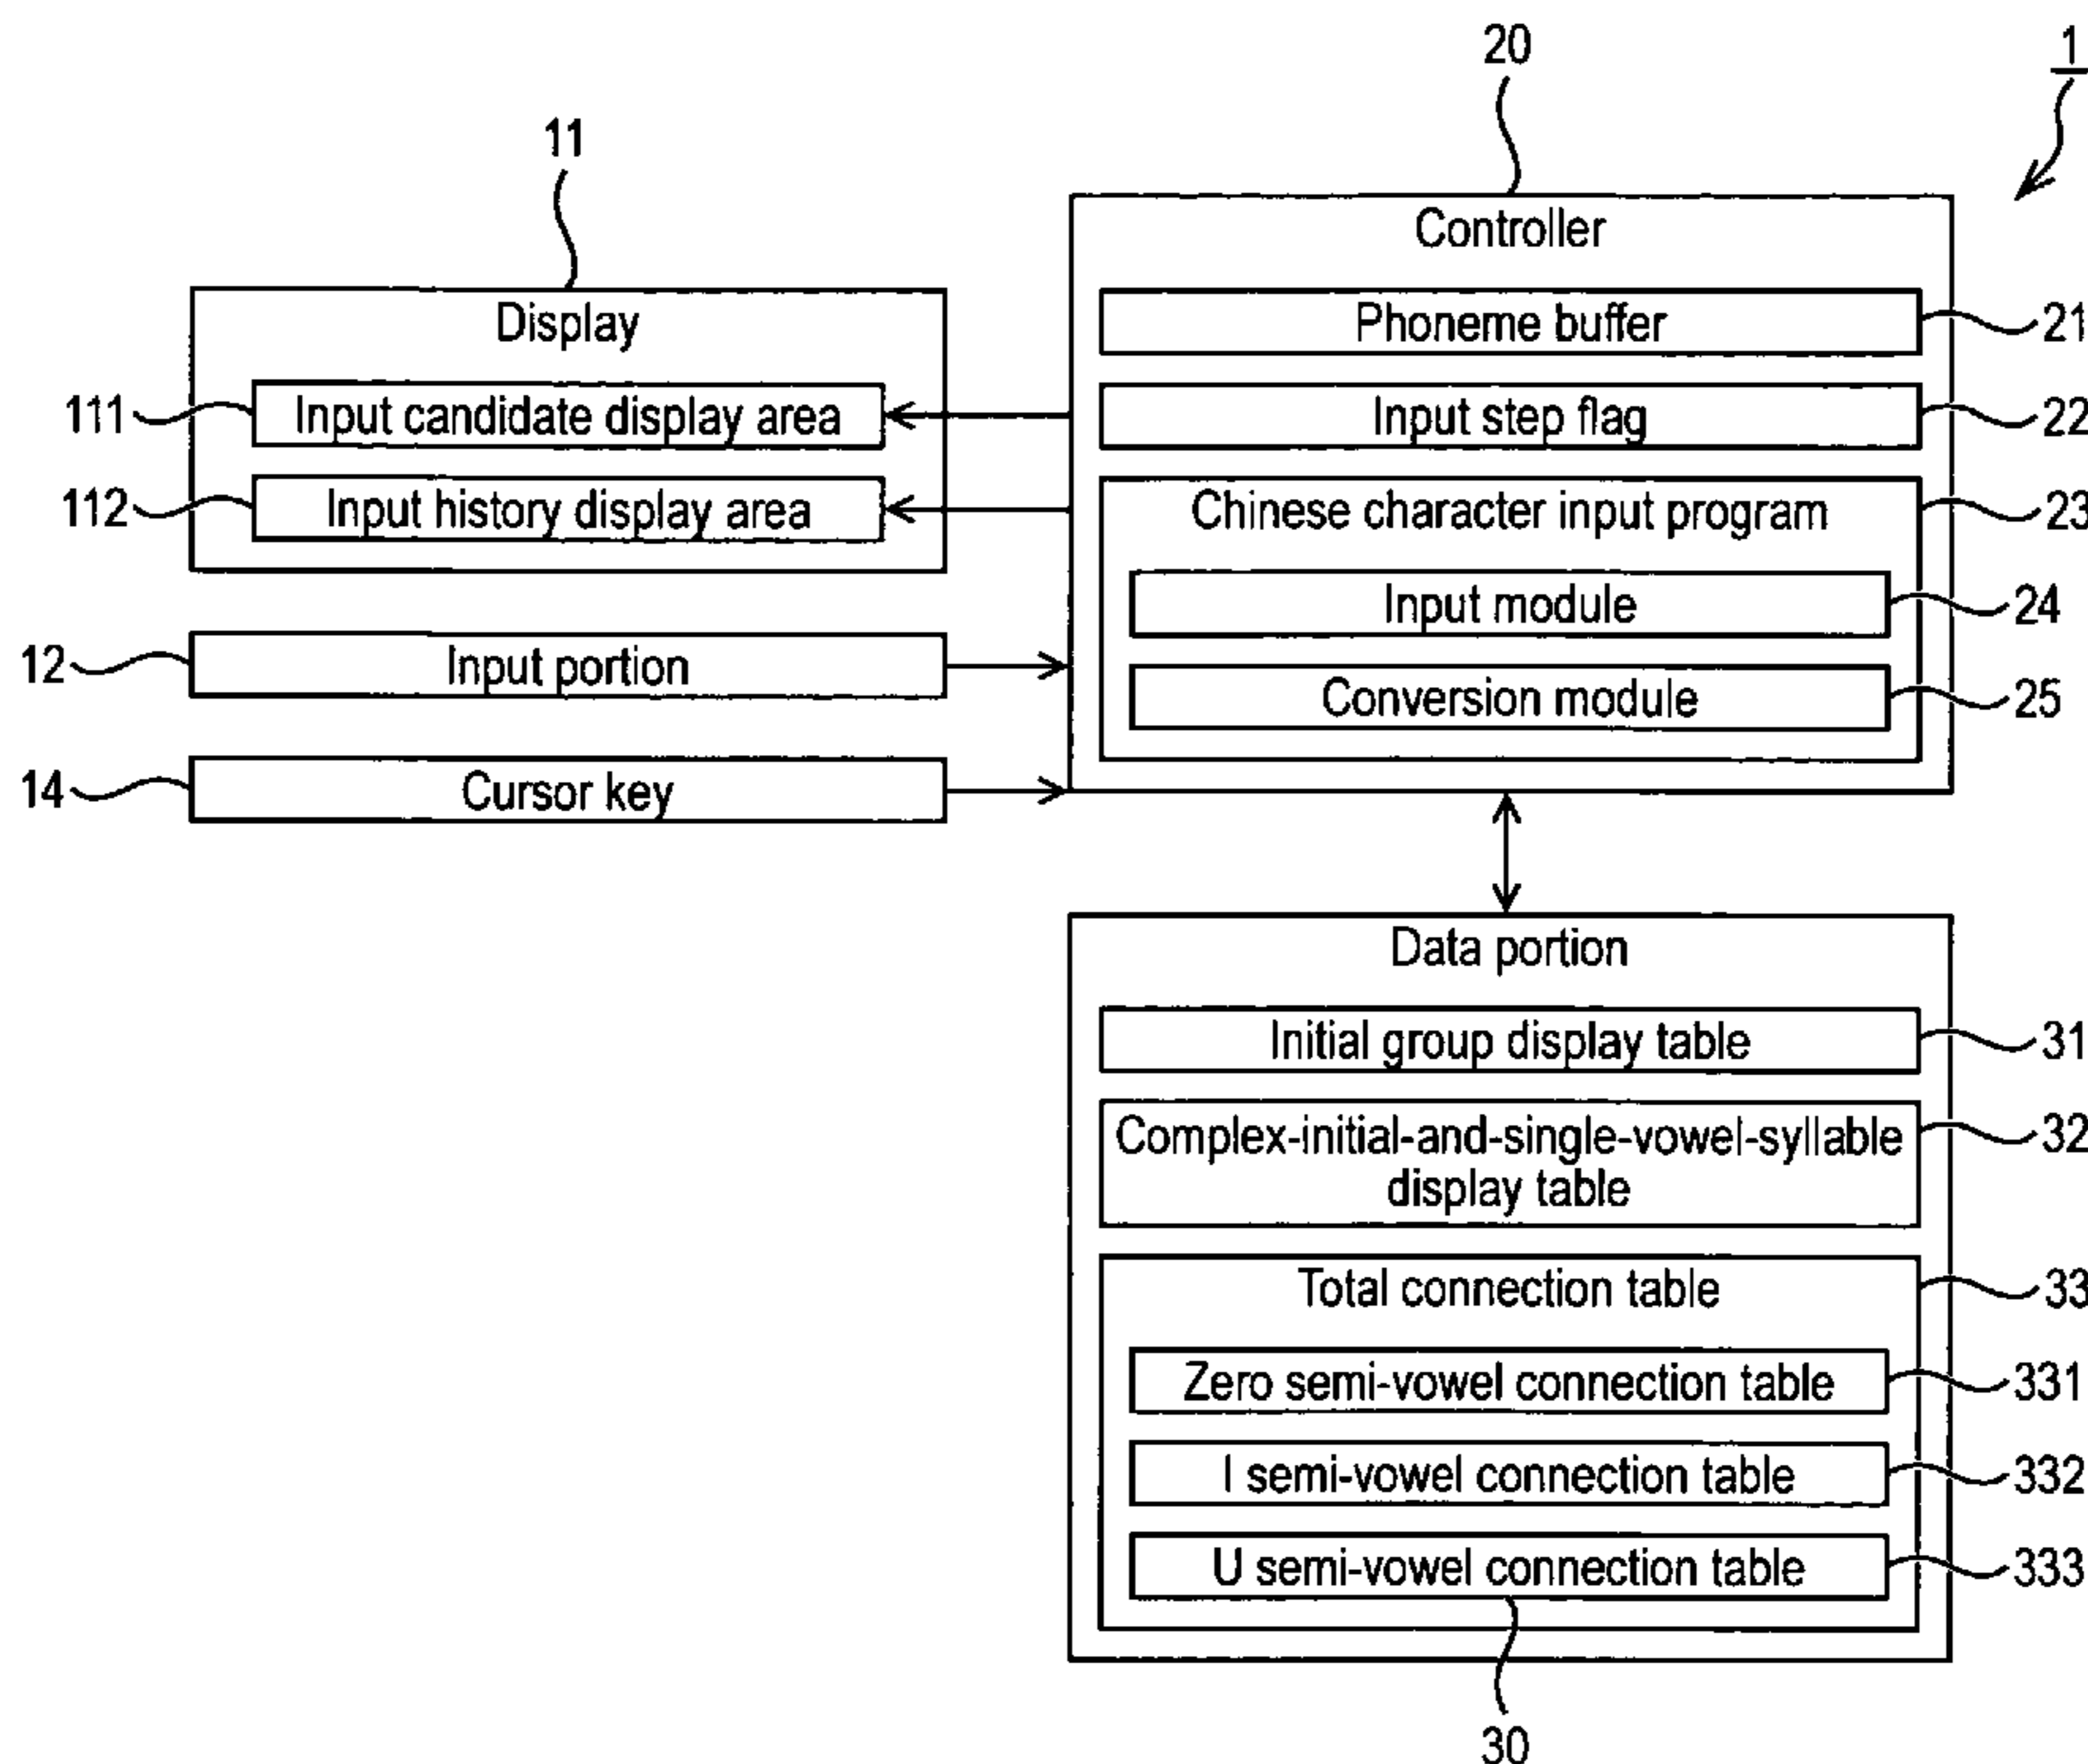 20
1
11
Controller
Display
Phoneme buffer
21
111
Input candidate display area
Input step flag
22
112
Input history display area
Chinese character input program
23
Input module
24
12
Input portion
Conversion module
25
14
Cursor key
Data portion
Initial group display table
31
Complex-initial-and-single-vowel-syllable
display table
32
Total connection table
33
Zero semi-vowel connection table
331
I semi-vowel connection table
332
U semi-vowel connection table
333
30